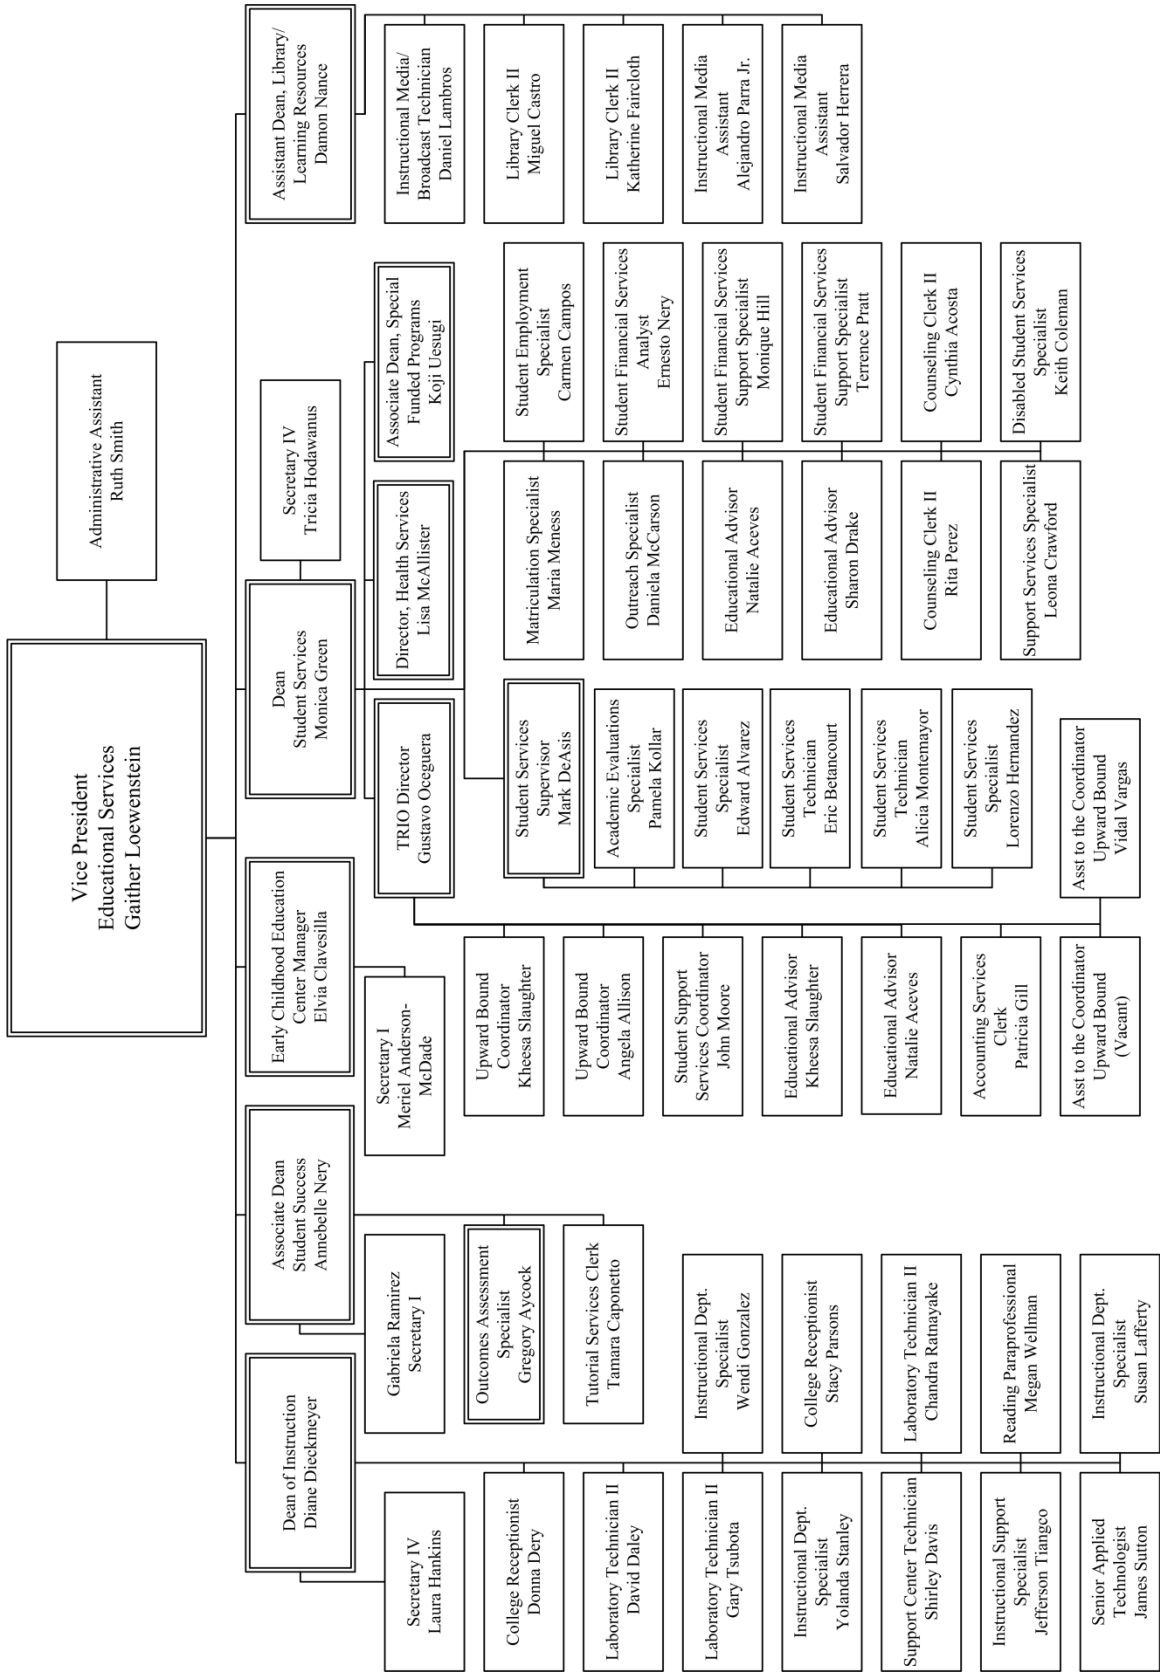 Vice President
Educational Services
Gaither Loewenstein
Administrative Assistant
Ruth Smith
Dean of Instruction
Diane Dieckmeyer
Associate Dean
Student Success
Annebelle Nery
Early Childhood Education
Center Manager
Elvia Clavesilla
Dean
Student Services
Monica Green
Assistant Dean, Library/
Learning Resources
Damon Nance
Secretary IV
Laura Hankins
College Receptionist
Donna Dery
Laboratory Technician II
David Daley
Laboratory Technician II
Gary Tsubota
Instructional Dept.
Specialist
Wendi Gonzalez
Instructional Dept.
Specialist
Yolanda Stanley
College Receptionist
Stacy Parsons
Support Center Technician
Shirley Davis
Laboratory Technician II
Chandra Ratnayake
Instructional Support
Specialist
Jefferson Tiangco
Reading Paraprofessional
Megan Wellman
Senior Applied
Technologist
James Sutton
Instructional Dept.
Specialist
Susan Lafferty
Gabriela Ramirez
Secretary I
Outcomes Assessment
Specialist
Gregory Aycock
Tutorial Services Clerk
Tamara Caponetto
Secretary I
Meriel Anderson-
McDade
Secretary IV
Tricia Hodawanus
TRIO Director
Gustavo Oceguera
Director, Health Services
Lisa McAllister
Associate Dean, Special
Funded Programs
Koji Uesugi
Upward Bound
Coordinator
Kheesa Slaughter
Upward Bound
Coordinator
Angela Allison
Student Support
Services Coordinator
John Moore
Educational Advisor
Kheesa Slaughter
Educational Advisor
Natalie Aceves
Accounting Services
Clerk
Patricia Gill
Asst to the Coordinator
Upward Bound
(Vacant)
Asst to the Coordinator
Upward Bound
Vidal Vargas
Student Services
Supervisor
Mark DeAsis
Academic Evaluations
Specialist
Pamela Kollar
Student Services
Specialist
Edward Alvarez
Student Services
Technician
Eric Betancourt
Student Services
Technician
Alicia Montemayor
Student Services
Specialist
Lorenzo Hernandez
Matriculation Specialist
Maria Meness
Student Employment
Specialist
Carmen Campos
Outreach Specialist
Daniela McCarson
Student Financial Services
Analyst
Ernesto Nery
Educational Advisor
Natalie Aceves
Student Financial Services
Support Specialist
Monique Hill
Educational Advisor
Sharon Drake
Student Financial Services
Support Specialist
Terrence Pratt
Counseling Clerk II
Rita Perez
Counseling Clerk II
Cynthia Acosta
Support Services Specialist
Leona Crawford
Disabled Student Services
Specialist
Keith Coleman
Instructional Media/
Broadcast Technician
Daniel Lambros
Library Clerk II
Miguel Castro
Library Clerk II
Katherine Faircloth
Instructional Media
Assistant
Alejandro Parra Jr.
Instructional Media
Assistant
Salvador Herrera